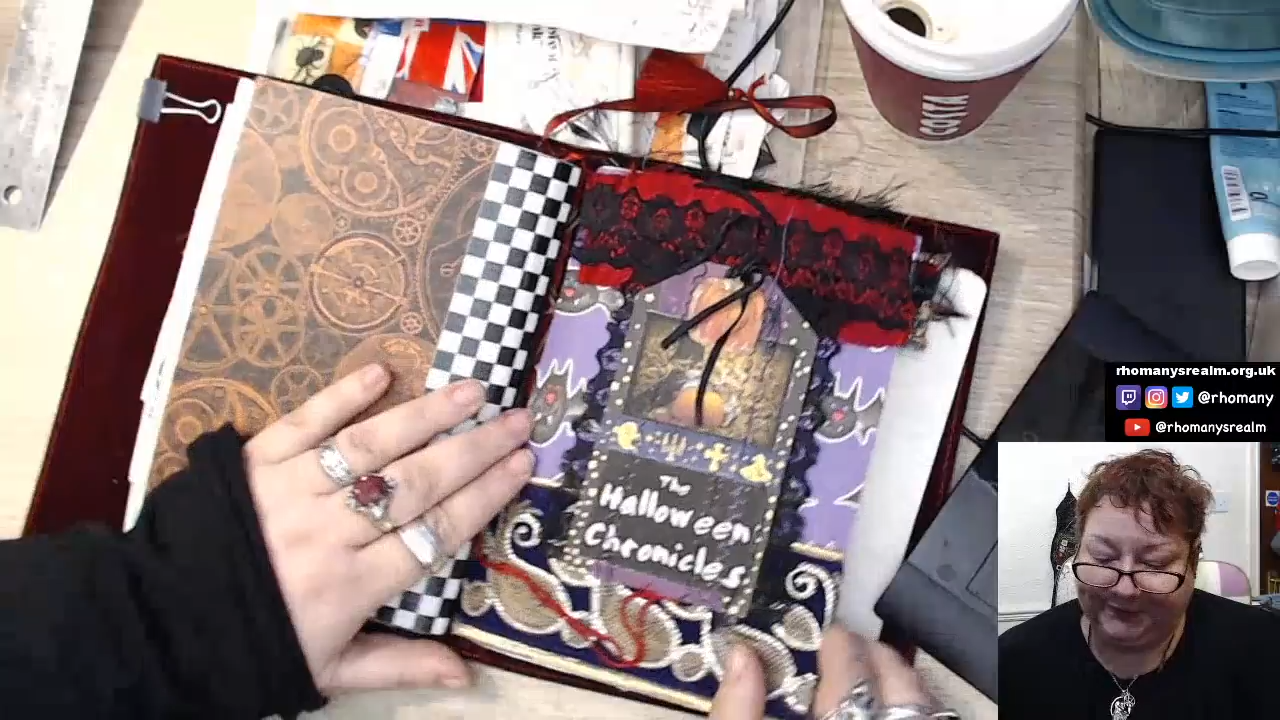 COSTA
rhomanysrealm.org.uk
@rhomany
@rhomanysrealm
The
Halloween
Chronicles